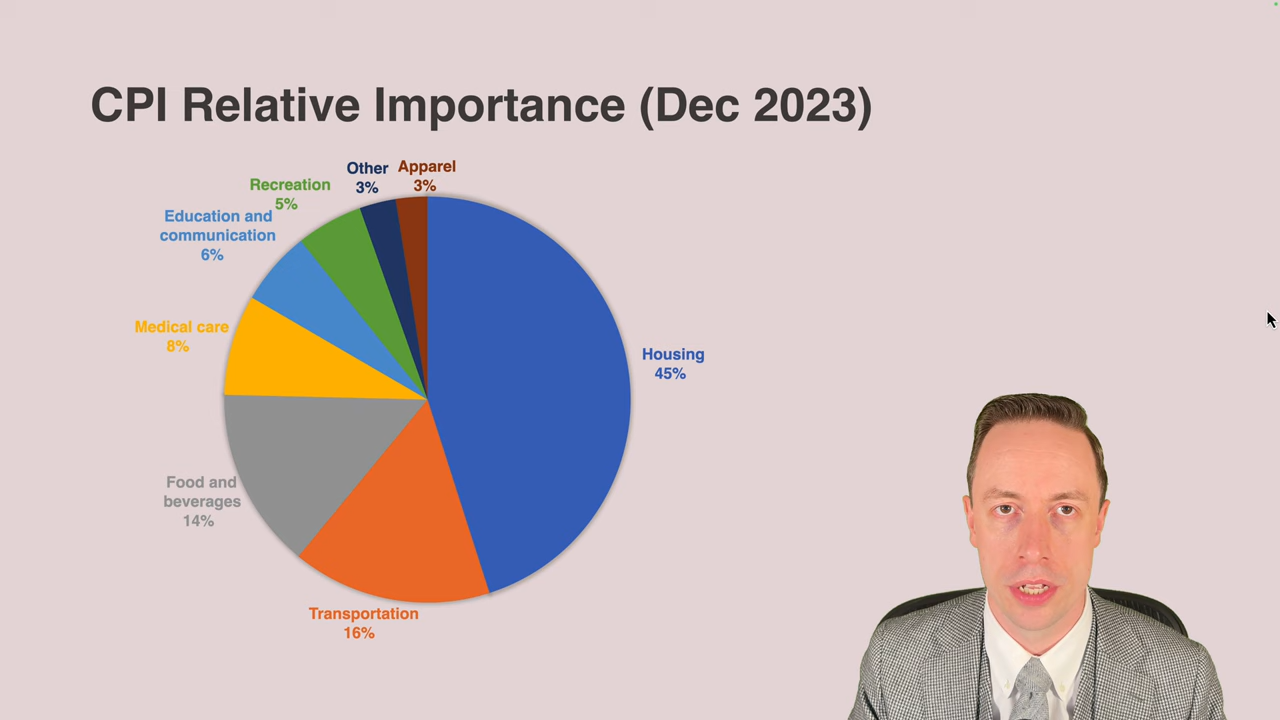 CPI Relative Importance (Dec 2023)
Other
3%
Apparel
3%
Recreation
5%
Education and
communication
6%
Medical care
8%
Housing
45%
Food and
beverages
14%
Transportation
16%